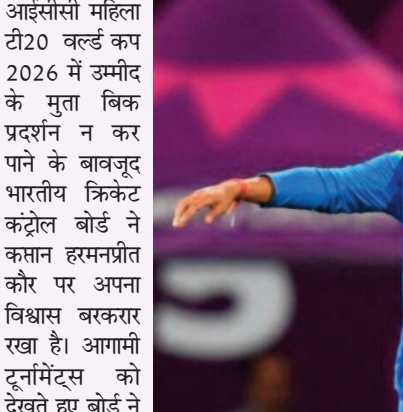 आईसीसी महिला
टी20 वर्ल्ड कप
2026 में उम्मीद
के मुता बिक
प्रदर्शन न कर
पाने के बावजूद
भारतीय क्रिकेट
कंट्रोल बोर्ड ने
कप्तान हरमनप्रीत
कौर पर अपना
विश्वास बरकरार
रखा है। आगामी
टूर्नामेंट्स को
देखते हुए बोर्ड ने